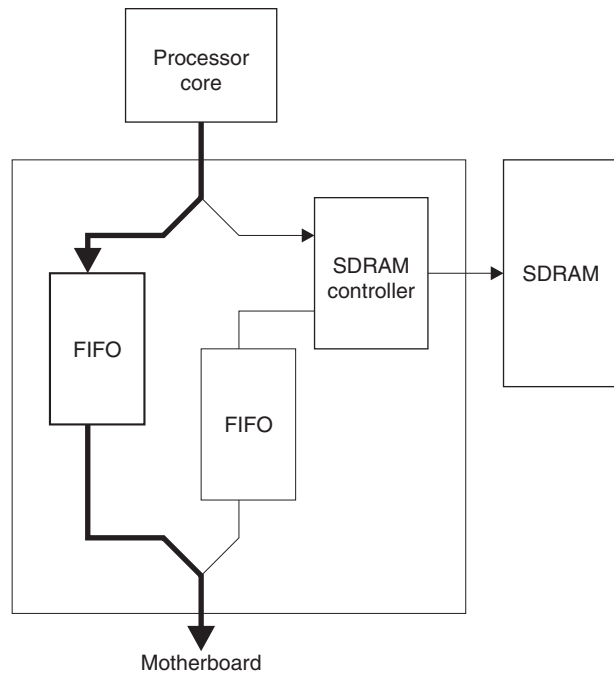 Processor
core
SDRAM
controller
SDRAM
FIFO
FIFO
Motherboard